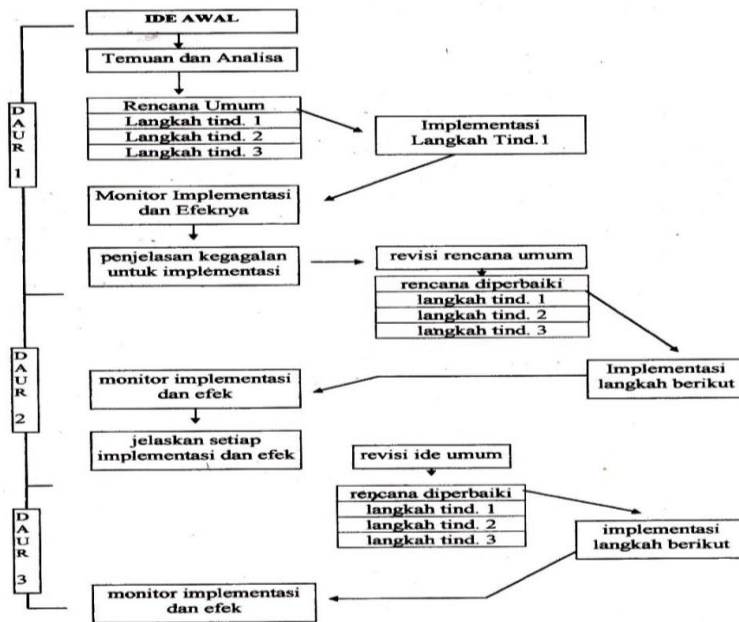 IDE AWAL
Temuan dan Analisa
Rencana Umum
Langkah tind. 1
Langkah tind. 2
Langkah tind. 3
Implementasi
Langkah Tind.1
DAUR 1
Monitor Implementasi
dan Efeknya
penjelasan kegagalan
untuk implementasi
revisi rencana umum
rencana diperbaiki
langkah tind. 1
langkah tind. 2
langkah tind. 3
DAUR 2
Implementasi
langkah berikut
monitor implementasi
dan efek
jelaskan setiap
implementasi dan efek
revisi ide umum
rencana diperbaiki
langkah tind. 1
langkah tind. 2
langkah tind. 3
DAUR 3
implementasi
langkah berikut
monitor implementasi
dan efek